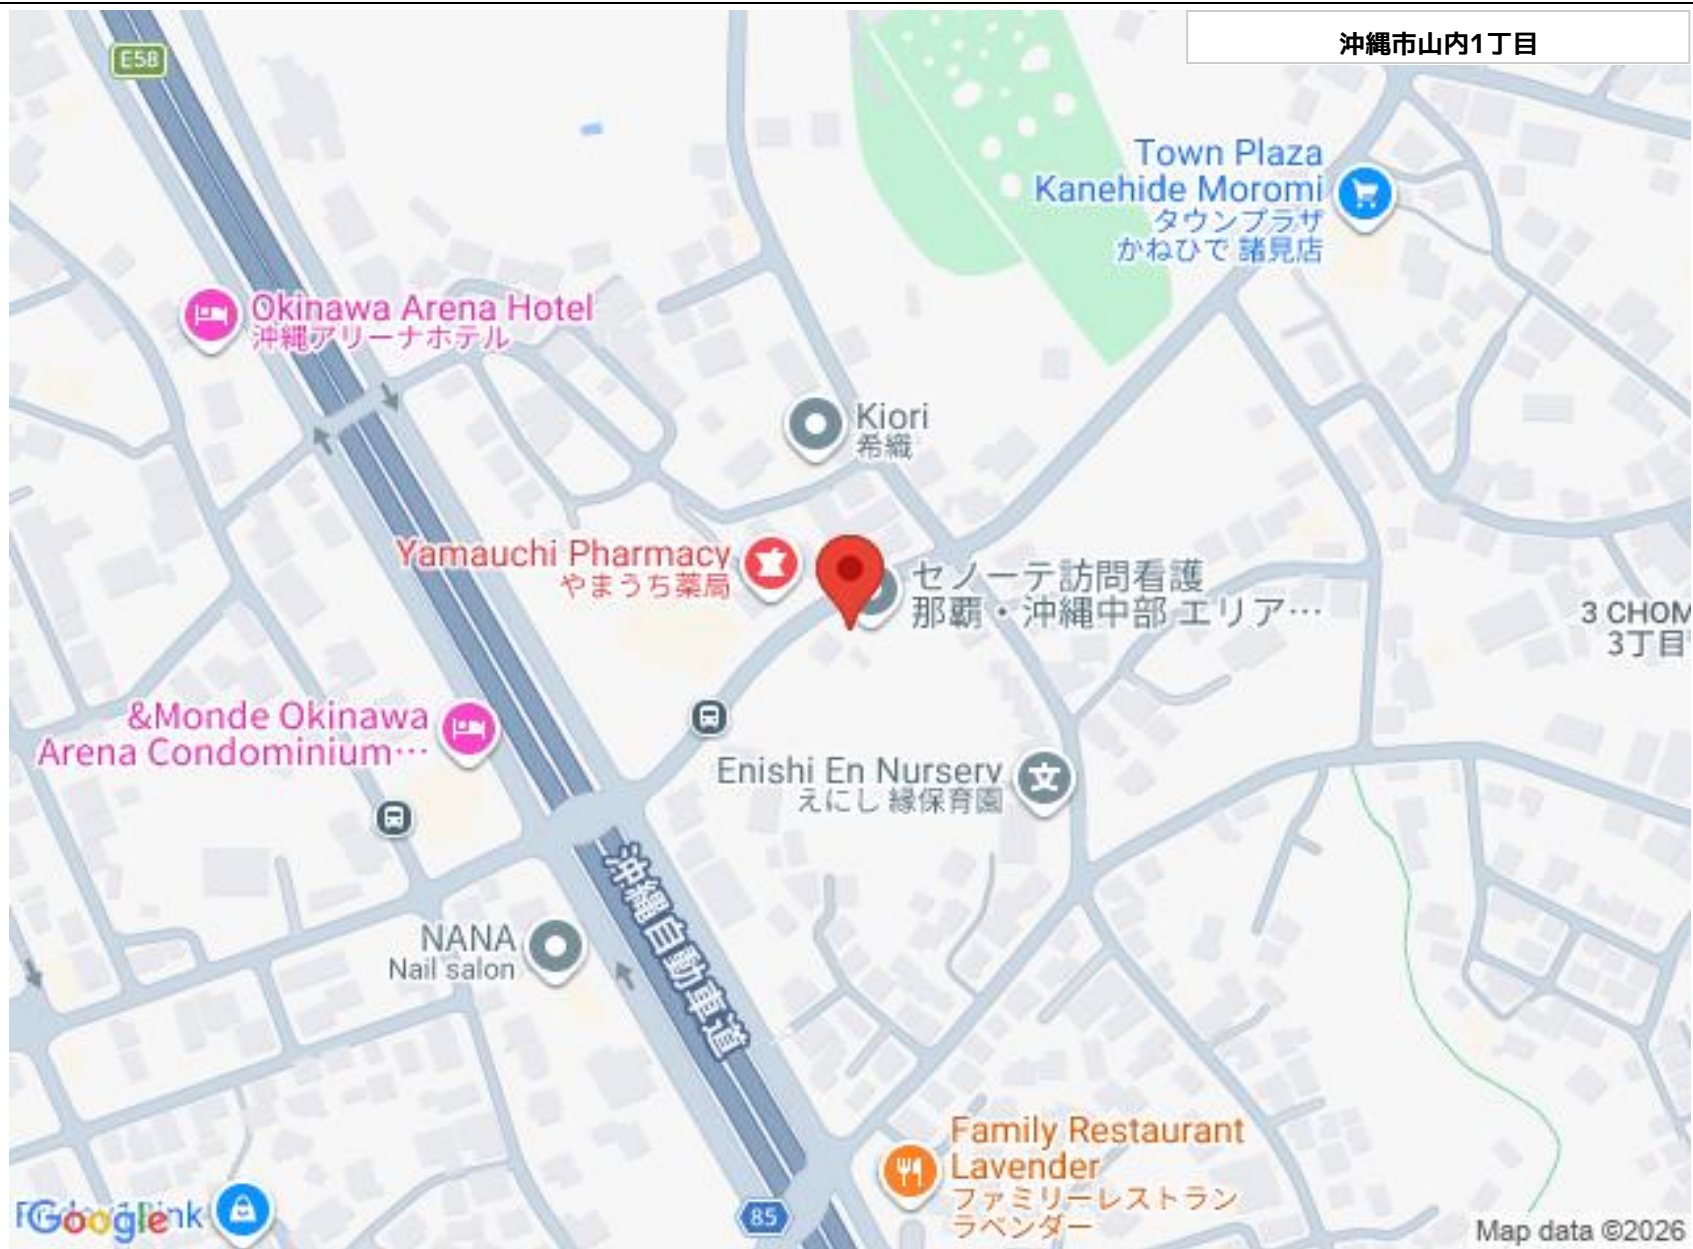 沖縄市山内1丁目
E58
Town Plaza
Kanehide Moromi
タウンプラザ
かねひで 諸見店
Okinawa Arena Hotel
沖縄アリーナホテル
Kiori
希織
Yamauchi Pharmacy
やまうち薬局
セノーテ訪問看護
那覇・沖縄中部 エリア…
3 CHOM
3丁目
&Monde Okinawa
Arena Condominium…
Enishi En Nursery
えにし 縁保育園
沖縄自動車道
NANA
Nail salon
Family Restaurant
Lavender
ファミリーレストラン
ラベンダー
85
Google
Map data ©2026